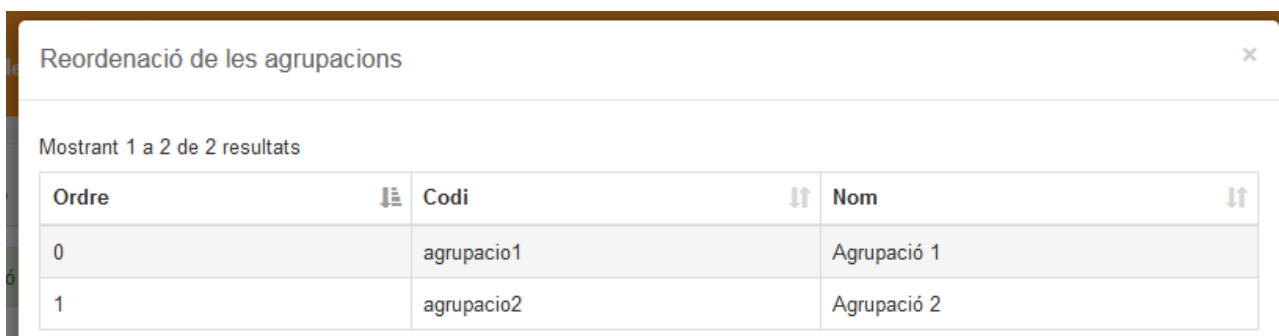 Reordenació de les agrupacions ×
Mostrant 1 a 2 de 2 resultats
Ordre Codi Nom
0 agrupacio1 Agrupació 1
1 agrupacio2 Agrupació 2